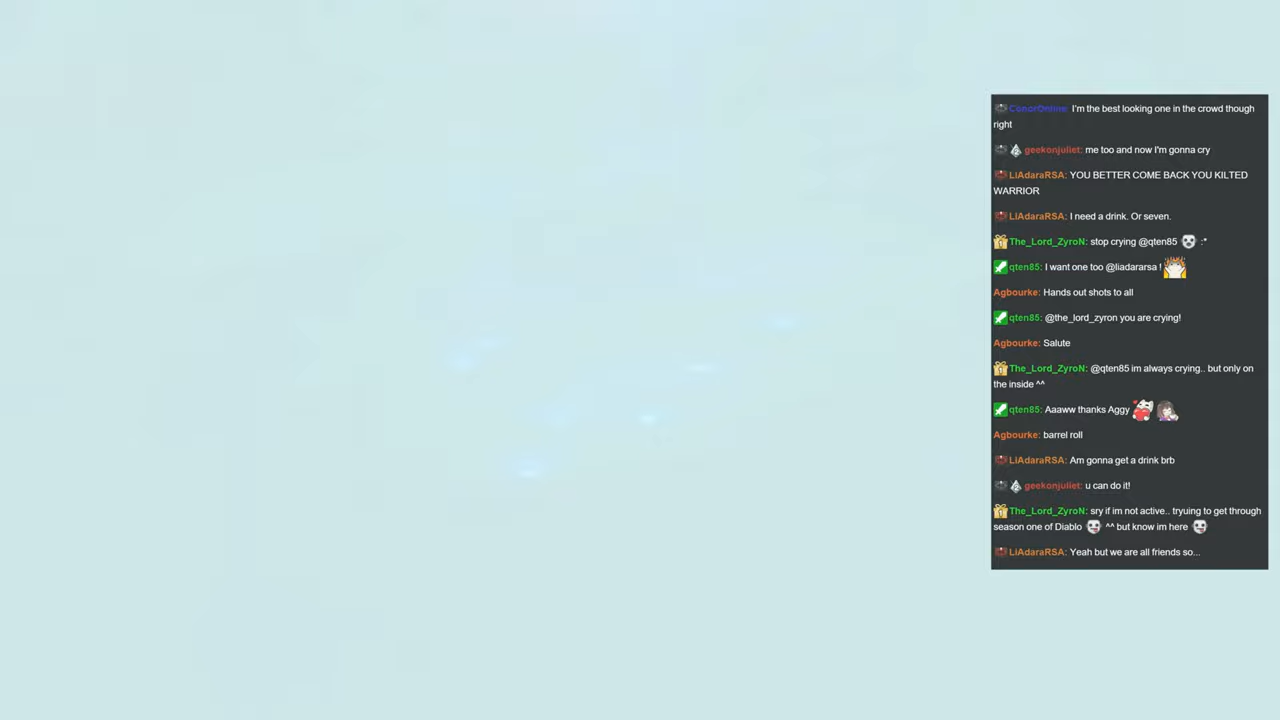 ConorOnline: I'm the best looking one in the crowd though
right
geekonjuliet: me too and now I'm gonna cry
LiAdaraRSA: YOU BETTER COME BACK YOU KILTED
WARRIOR
LiAdaraRSA: I need a drink. Or seven.
The_Lord_ZyroN: stop crying @qten85 :*
qten85: I want one too @liadararsa !
Agbourke: Hands out shots to all
qten85: @the_lord_zyron you are crying!
Agbourke: Salute
The_Lord_ZyroN: @qten85 im always crying.. but only on
the inside ^^
qten85: Aaaww thanks Aggy
Agbourke: barrel roll
LiAdaraRSA: Am gonna get a drink brb
geekonjuliet: u can do it!
The_Lord_ZyroN: sry if im not active.. tryuing to get through
season one of Diablo ^^ but know im here
LiAdaraRSA: Yeah but we are all friends so...